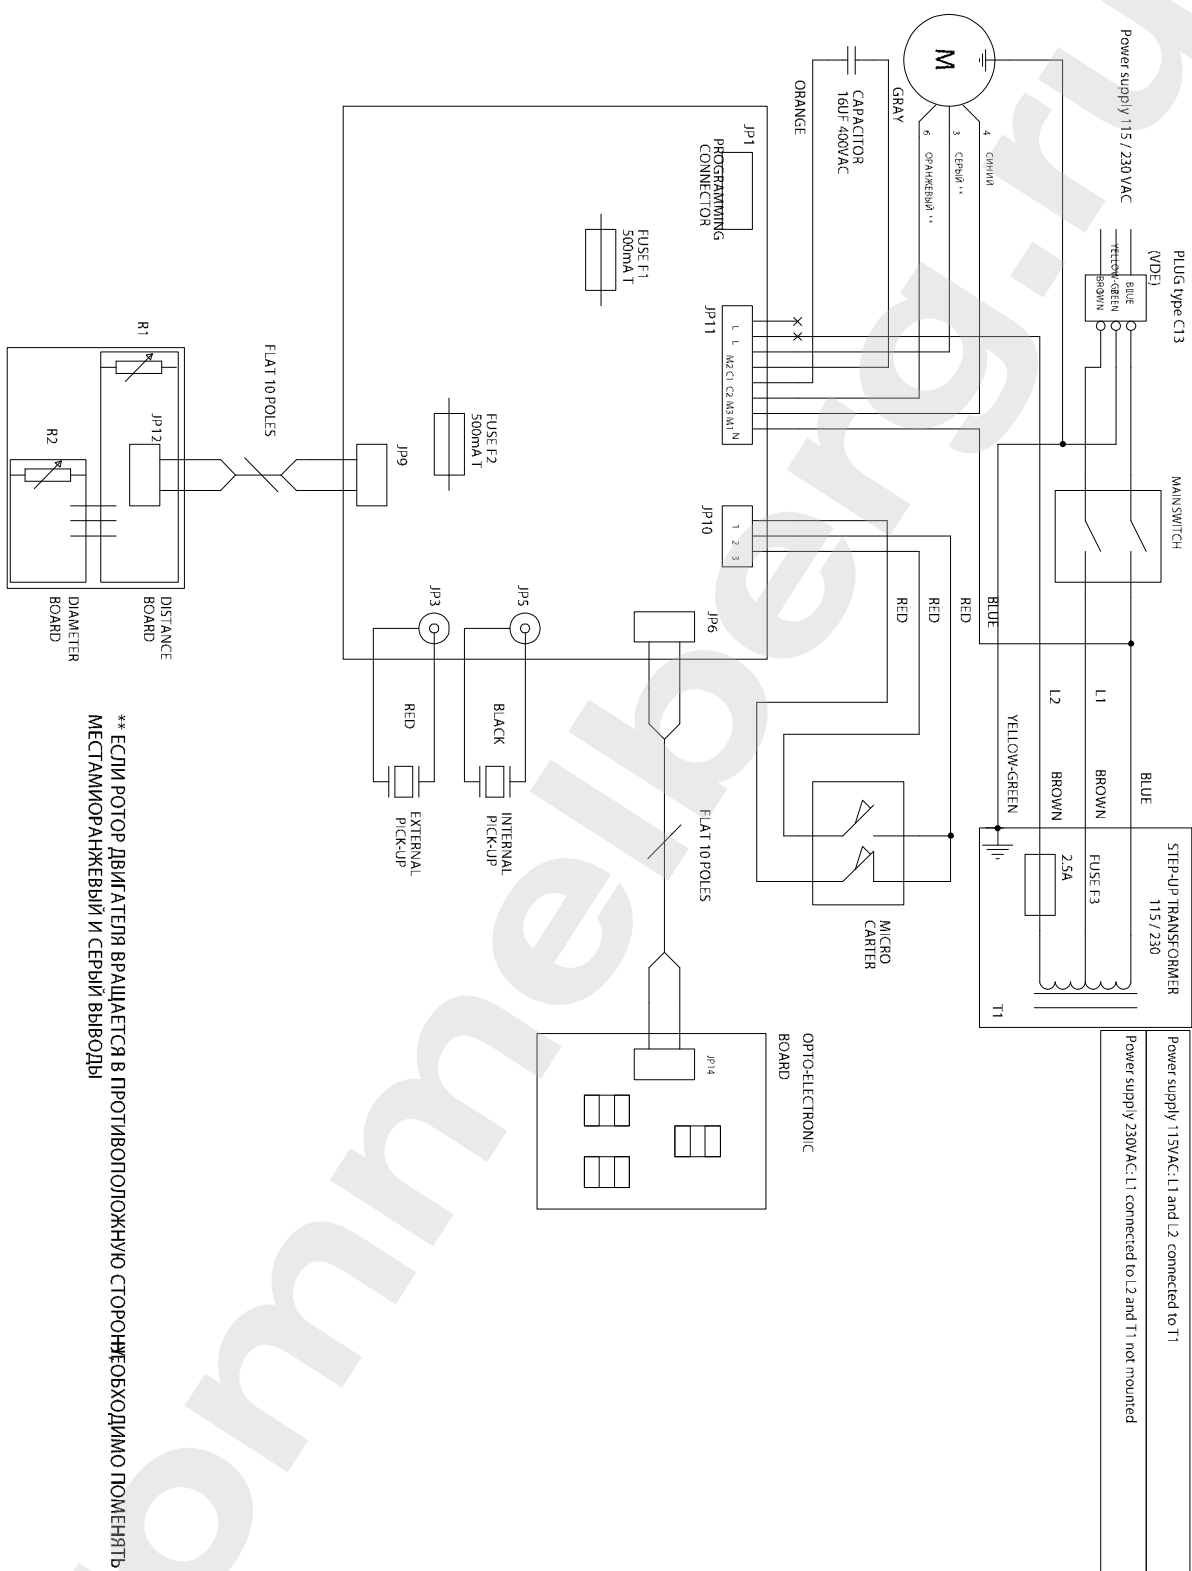 Power supply 115 / 230 VAC
PLUG type C13
(VDE)
BLUE
YELLOW-GREEN
BROWN
MAIN SWITCH
BLUE
L1
BROWN
L2
BROWN
YELLOW-GREEN
STEP-UP TRANSFORMER
115 / 230
FUSE F3
2.5A
T1
Power supply 115VAC: L1 and L2 connected to T1
Power supply 230VAC: L1 connected to L2 and T1 not mounted
M
4 СИНИЙ
3 СЕРЫЙ **
6 ОРАНЖЕВЫЙ **
GRAY
CAPACITOR
16UF 400VAC
ORANGE
BLUE
RED
RED
RED
MICRO
CARTER
JP1
PROGRAMMING
CONNECTOR
JP11
L L M2 C1 C2 M3 M1 N
JP10
1 2 3
FUSE F1
500mA T
FUSE F2
500mA T
JP6
FLAT 10 POLES
OPTO-ELECTRONIC
BOARD
JP14
JP5
BLACK
INTERNAL
PICK-UP
JP3
RED
EXTERNAL
PICK-UP
JP9
FLAT 10 POLES
R1
JP12
R2
DISTANCE
BOARD
DIAMETER
BOARD
** ЕСЛИ РОТОР ДВИГАТЕЛЯ ВРАЩАЕТСЯ В ПРОТИВОПОЛОЖНУЮ СТОРОНУ,НЕОБХОДИМО ПОМЕНЯТЬ
МЕСТАМИОРАНЖЕВЫЙ И СЕРЫЙ ВЫВОДЫ
ommelberg.ru